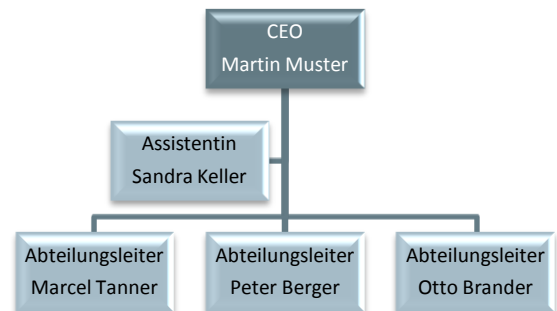 CEO
Martin Muster
Assistentin
Sandra Keller
Abteilungsleiter
Marcel Tanner
Abteilungsleiter
Peter Berger
Abteilungsleiter
Otto Brander